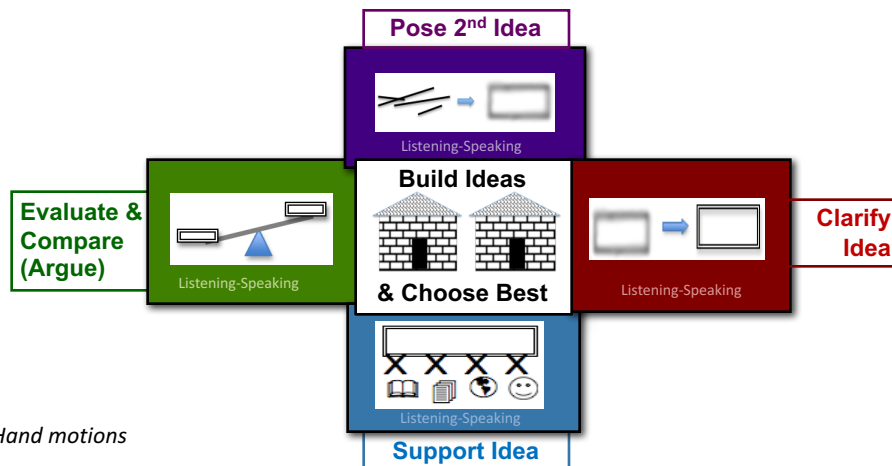 Pose 2nd Idea
Listening-Speaking
Build Ideas
& Choose Best
Evaluate &
Compare
(Argue)
Listening-Speaking
Clarify
Idea
Listening-Speaking
Listening-Speaking
Support Idea
Hand motions